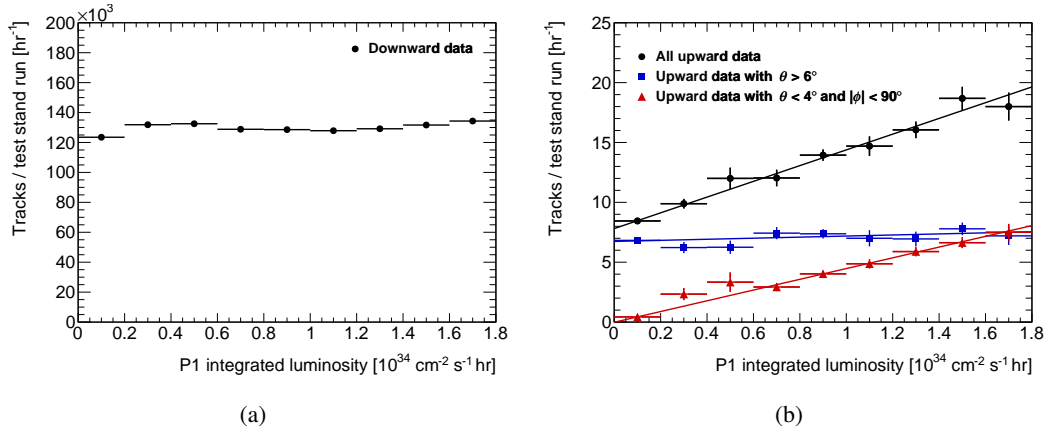 ×10³
Tracks / test stand run [hr⁻¹]
200
180
160
140
120
100
80
60
40
20
0
Downward data
0 0.2 0.4 0.6 0.8 1 1.2 1.4 1.6 1.8
P1 integrated luminosity [10³⁴ cm⁻² s⁻¹ hr]
(a)
Tracks / test stand run [hr⁻¹]
25
20
15
10
5
0
All upward data
Upward data with θ > 6°
Upward data with θ < 4° and |ϕ| < 90°
0 0.2 0.4 0.6 0.8 1 1.2 1.4 1.6 1.8
P1 integrated luminosity [10³⁴ cm⁻² s⁻¹ hr]
(b)